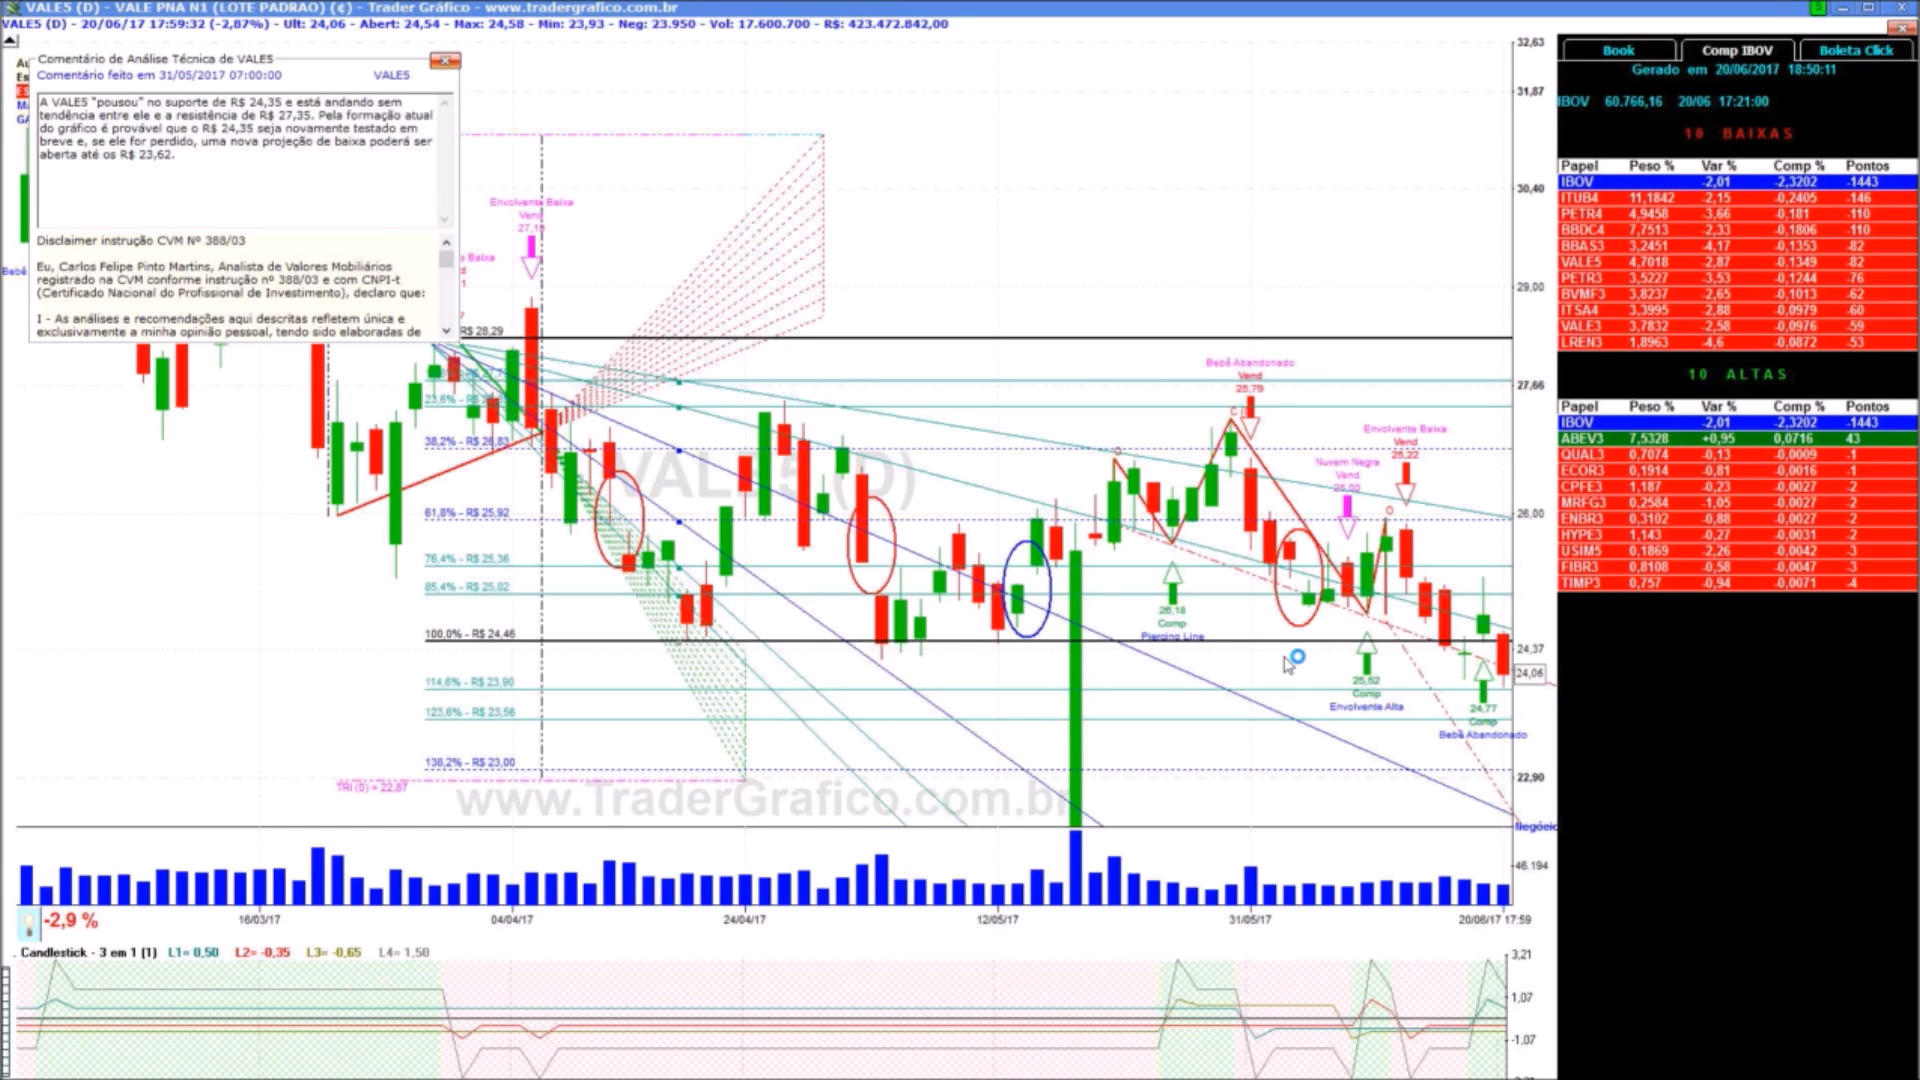 VALE5 (D) - VALE PNA N1 (LOTE PADRAO) (¢) - Trader Gráfico - www.tradergrafico.com.br
VALE5 (D) - 20/06/17 17:59:32 (-2,87%) - Ult: 24,06 - Abert: 24,54 - Max: 24,58 - Min: 23,93 - Neg: 23.950 - Vol: 17.600.700 - R$: 423.472.842,00
Comentário de Análise Técnica de VALE5
Comentário feito em 31/05/2017 07:00:00 VALE5
A VALE5 "pousou" no suporte de R$ 24,35 e está andando sem
tendência entre ele e a resistência de R$ 27,35. Pela formação atual
do gráfico é provável que o R$ 24,35 seja novamente testado em
breve e, se ele for perdido, uma nova projeção de baixa poderá ser
aberta até os R$ 23,62.
Disclaimer instrução CVM Nº 388/03
Eu, Carlos Felipe Pinto Martins, Analista de Valores Mobiliários
registrado na CVM conforme instrução nº 388/03 e com CNPI-t
(Certificado Nacional do Profissional de Investimento), declaro que:
I - As análises e recomendações aqui descritas refletem única e
exclusivamente a minha opinião pessoal, tendo sido elaboradas de
Envolvente Baixa
Vend
Baixa
R$ 28,29
38,2% - R$ 26,83
61,8% - R$ 25,92
76,4% - R$ 25,36
85,4% - R$ 25,02
100,0% - R$ 24,46
114,6% - R$ 23,90
123,6% - R$ 23,56
138,2% - R$ 23,00
TRI (0) = 22,87
VALE5 (D)
www.TraderGrafico.com.br
Bebê Abandonado
Vend
25,79
Envolvente Baixa
Vend
25,22
Nuvem Negra
Vend
25,00
26,18
Comp
Piercing Line
25,52
Comp
Envolvente Alta
24,77
Comp
Bebê Abandonado
32,63
31,87
30,40
29,00
27,66
26,00
24,37
24,06
22,90
Negócio
46.194
-2,9 %
16/03/17 04/04/17 24/04/17 12/05/17 31/05/17 20/06/17 17:59
Candlestick - 3 em 1 (1) L1= 0,50 L2= -0,35 L3= -0,65 L4= 1,50
3,21
1,07
-1,07
Book Comp IBOV Boleta Click
Gerado em 20/06/2017 18:50:11
IBOV 60.766,16 20/06 17:21:00
10 BAIXAS
Papel Peso % Var % Comp % Pontos
IBOV -2,01 -2,3202 -1443
ITUB4 11,1842 -2,15 -0,2405 -146
PETR4 4,9458 -3,66 -0,181 -110
BBDC4 7,7513 -2,33 -0,1806 -110
BBAS3 3,2451 -4,17 -0,1353 -82
VALE5 4,7018 -2,87 -0,1349 -82
PETR3 3,5227 -3,53 -0,1244 -76
BVMF3 3,8237 -2,65 -0,1013 -62
ITSA4 3,3995 -2,88 -0,0979 -60
VALE3 3,7832 -2,58 -0,0976 -59
LREN3 1,8963 -4,6 -0,0872 -53
10 ALTAS
Papel Peso % Var % Comp % Pontos
IBOV -2,01 -2,3202 -1443
ABEV3 7,5328 +0,95 0,0716 43
QUAL3 0,7074 -0,13 -0,0009 -1
ECOR3 0,1914 -0,81 -0,0016 -1
CPFE3 1,187 -0,23 -0,0027 -2
MRFG3 0,2584 -1,05 -0,0027 -2
ENBR3 0,3102 -0,88 -0,0027 -2
HYPE3 1,143 -0,27 -0,0031 -2
USIM5 0,1869 -2,26 -0,0042 -3
FIBR3 0,8108 -0,58 -0,0047 -3
TIMP3 0,757 -0,94 -0,0071 -4